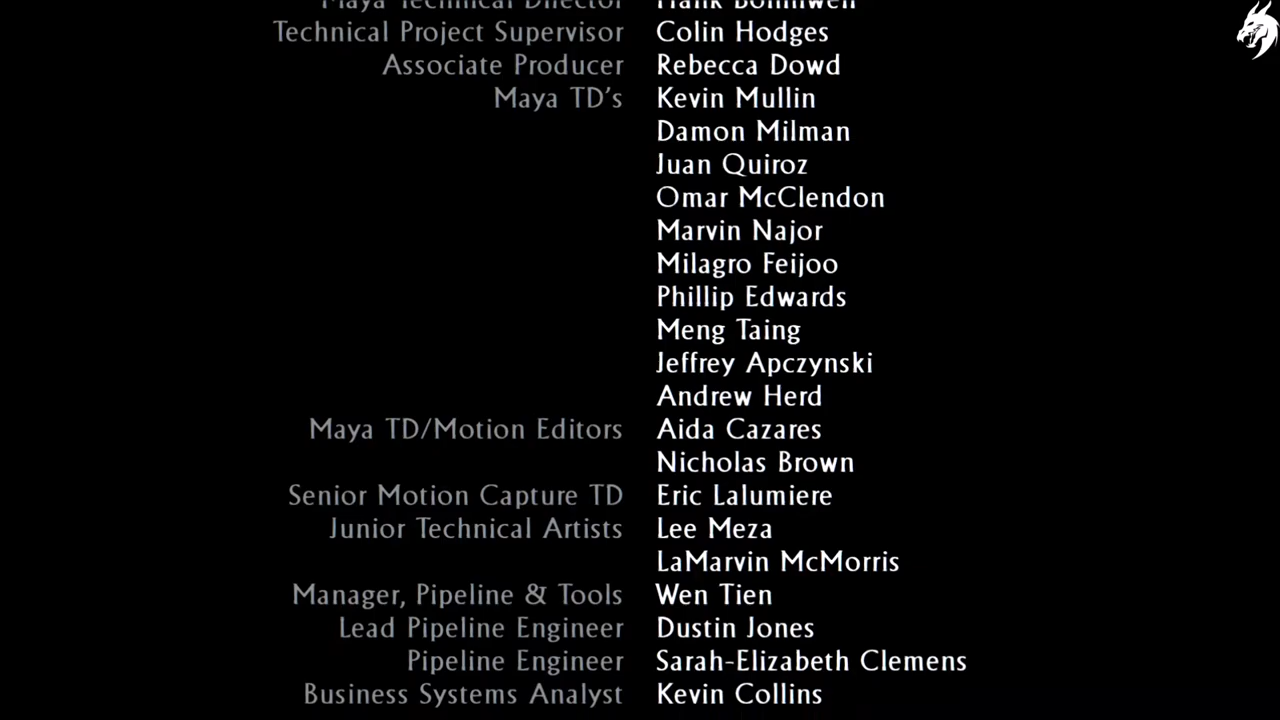 Maya Technical Director
Technical Project Supervisor Colin Hodges
Associate Producer Rebecca Dowd
Maya TD's Kevin Mullin
Damon Milman
Juan Quiroz
Omar McClendon
Marvin Najor
Milagro Feijoo
Phillip Edwards
Meng Taing
Jeffrey Apczynski
Andrew Herd
Maya TD/Motion Editors Aida Cazares
Nicholas Brown
Senior Motion Capture TD Eric Lalumiere
Junior Technical Artists Lee Meza
LaMarvin McMorris
Manager, Pipeline & Tools Wen Tien
Lead Pipeline Engineer Dustin Jones
Pipeline Engineer Sarah-Elizabeth Clemens
Business Systems Analyst Kevin Collins